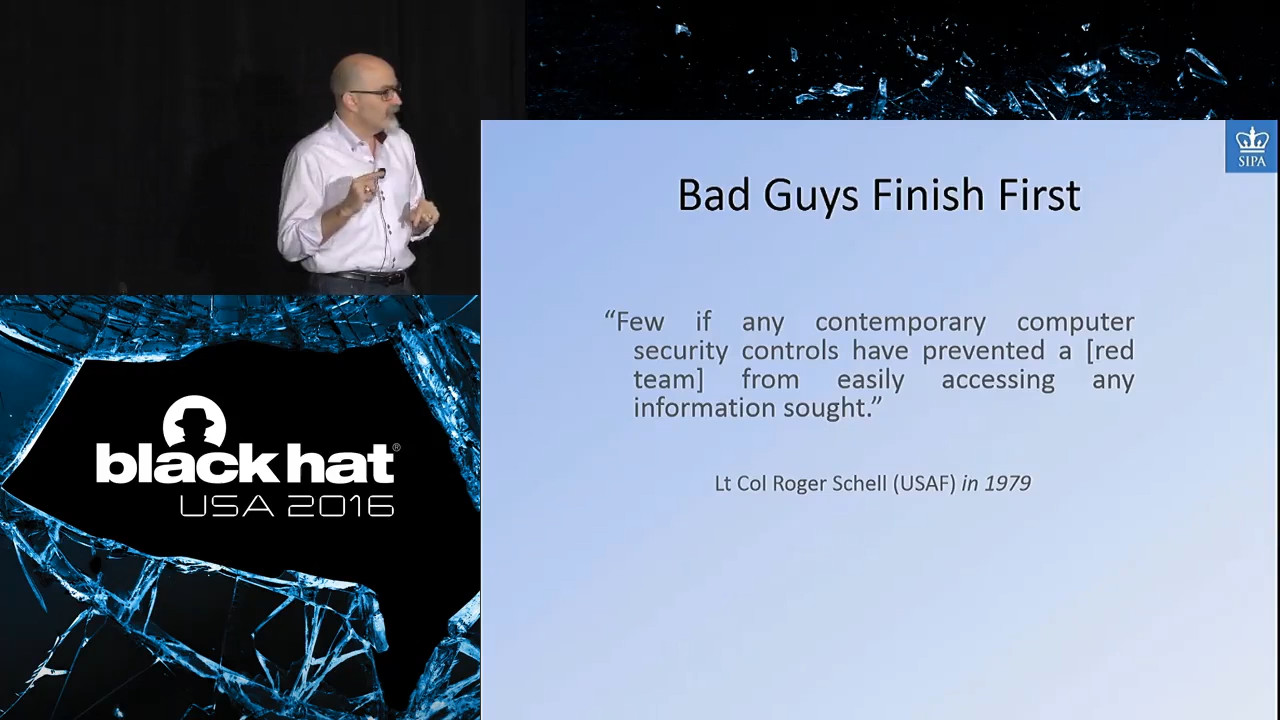 SIPA
Bad Guys Finish First
“Few if any contemporary computer
security controls have prevented a [red
team] from easily accessing any
information sought.”
Lt Col Roger Schell (USAF) in 1979
black hat®
USA 2016